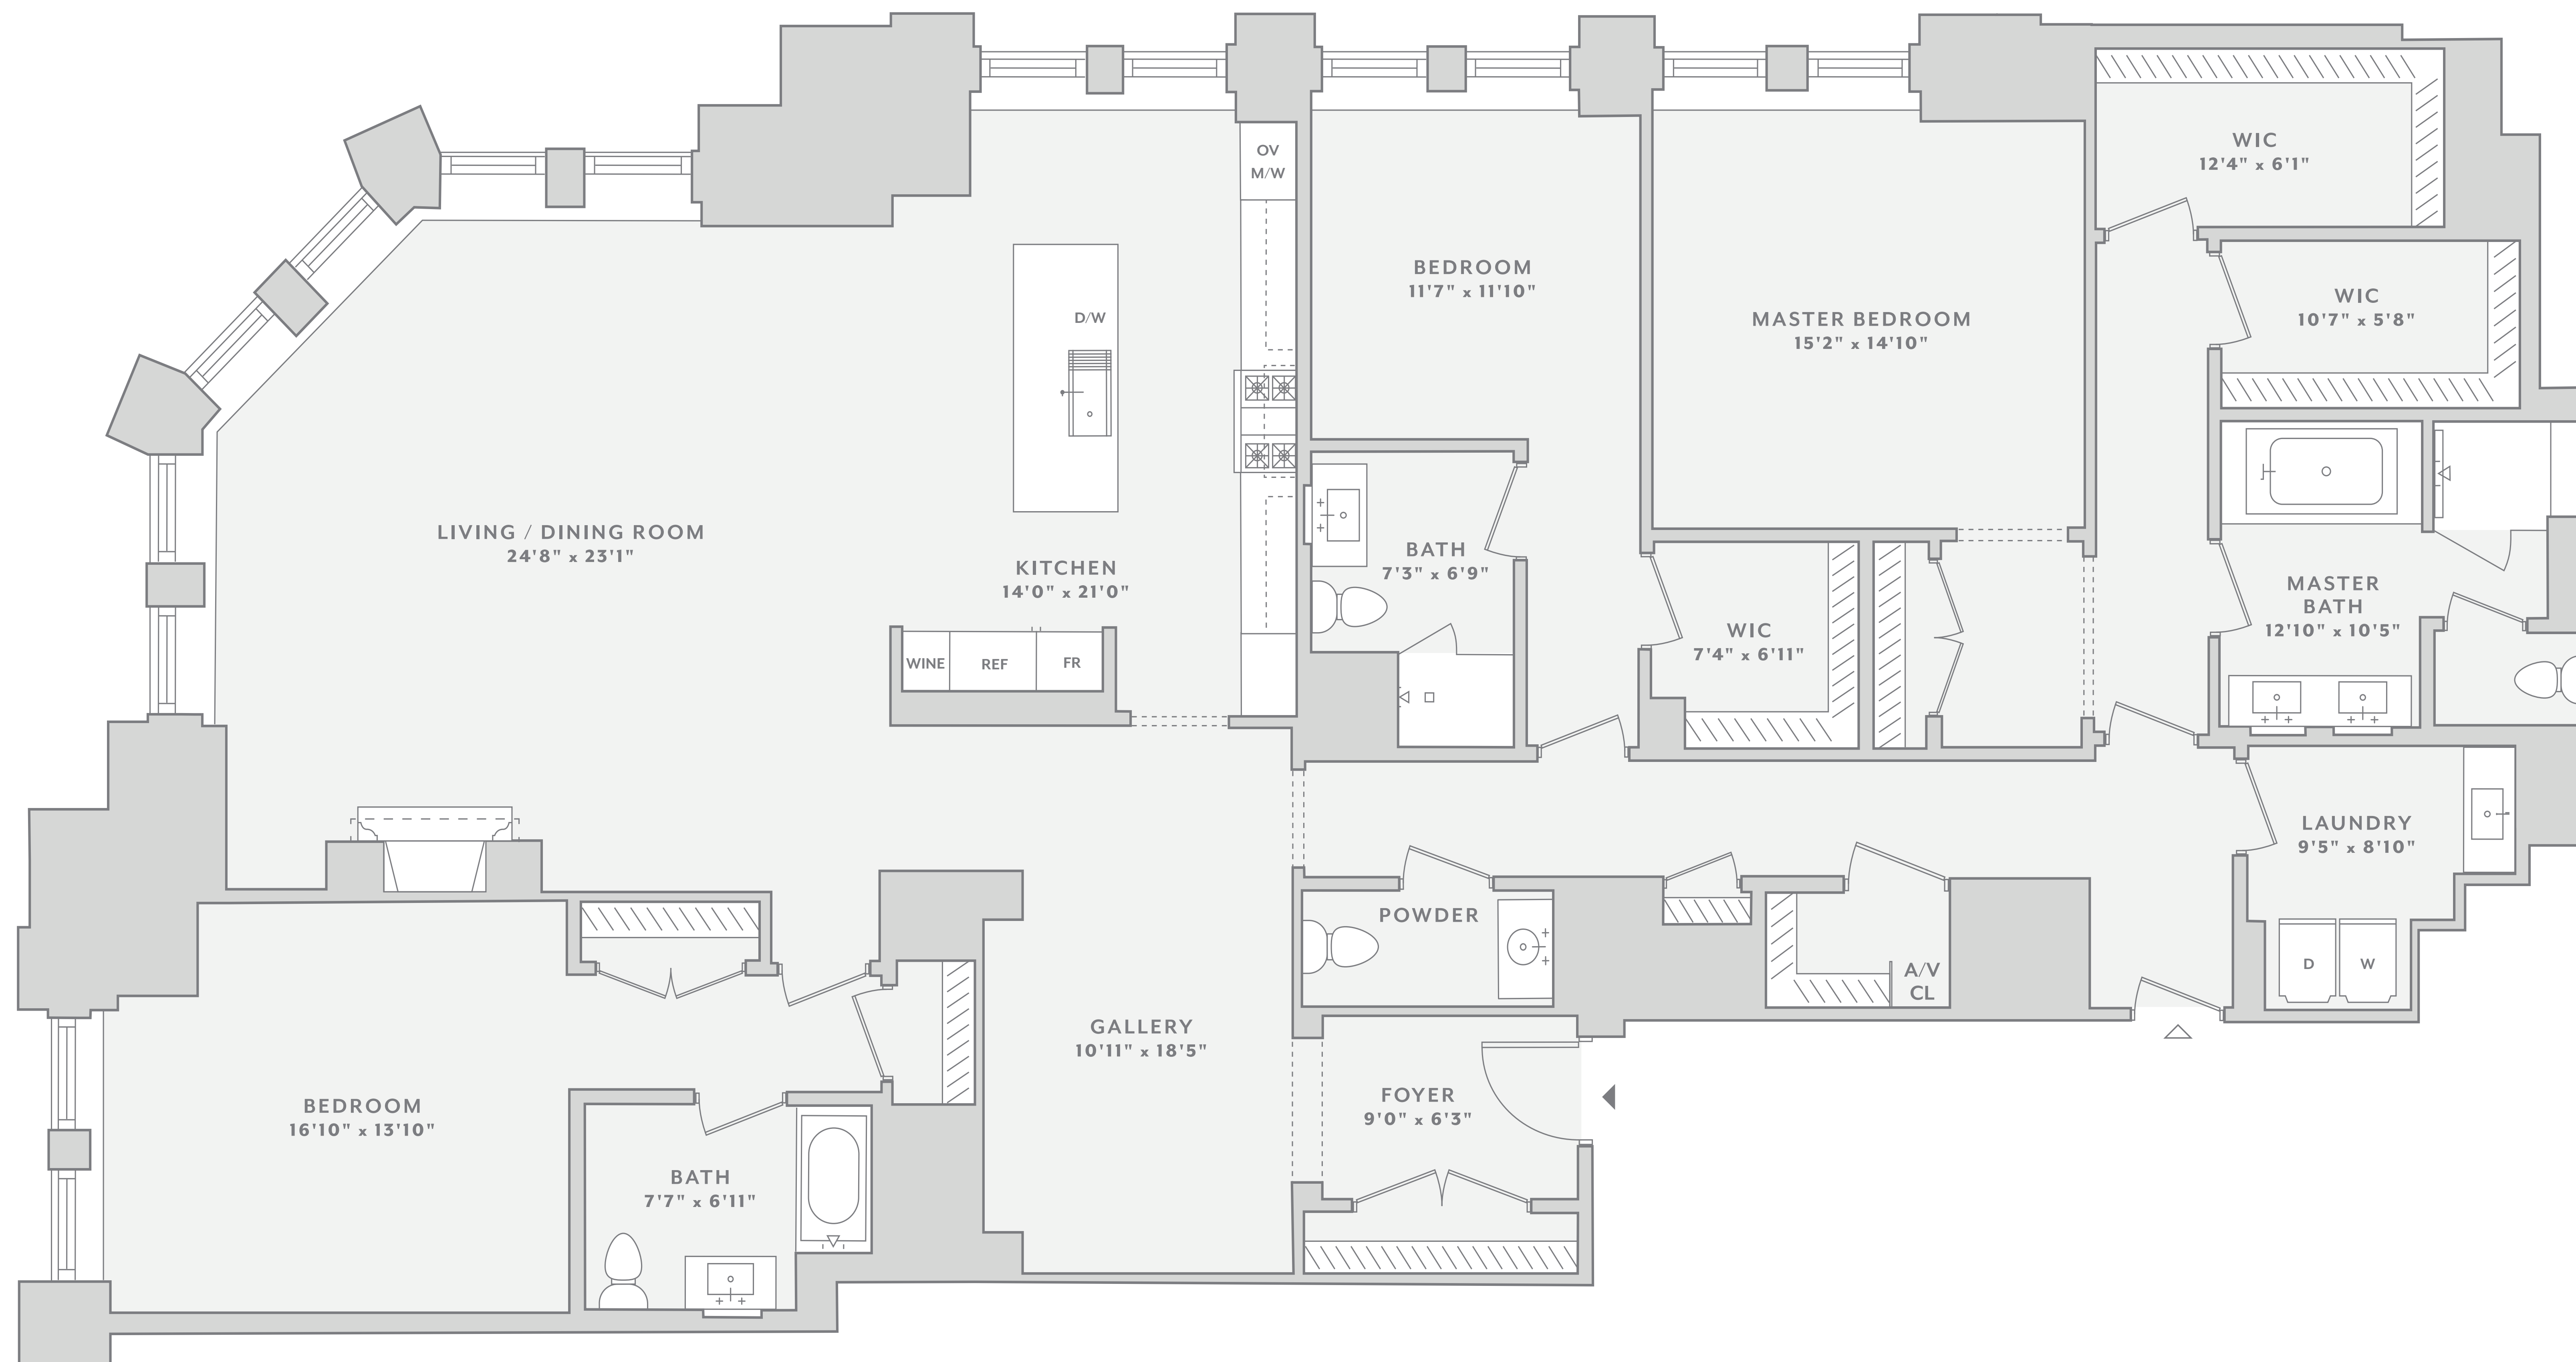 OV
M/W
WIC
12'4" x 6'1"
BEDROOM
11'7" x 11'10"
WIC
10'7" x 5'8"
D/W
MASTER BEDROOM
15'2" x 14'10"
LIVING / DINING ROOM
24'8" x 23'1"
KITCHEN
14'0" x 21'0"
BATH
7'3" x 6'9"
MASTER
BATH
12'10" x 10'5"
WIC
7'4" x 6'11"
WINE
REF
FR
LAUNDRY
9'5" x 8'10"
POWDER
A/V
CL
D
W
GALLERY
10'11" x 18'5"
FOYER
9'0" x 6'3"
BEDROOM
16'10" x 13'10"
BATH
7'7" x 6'11"